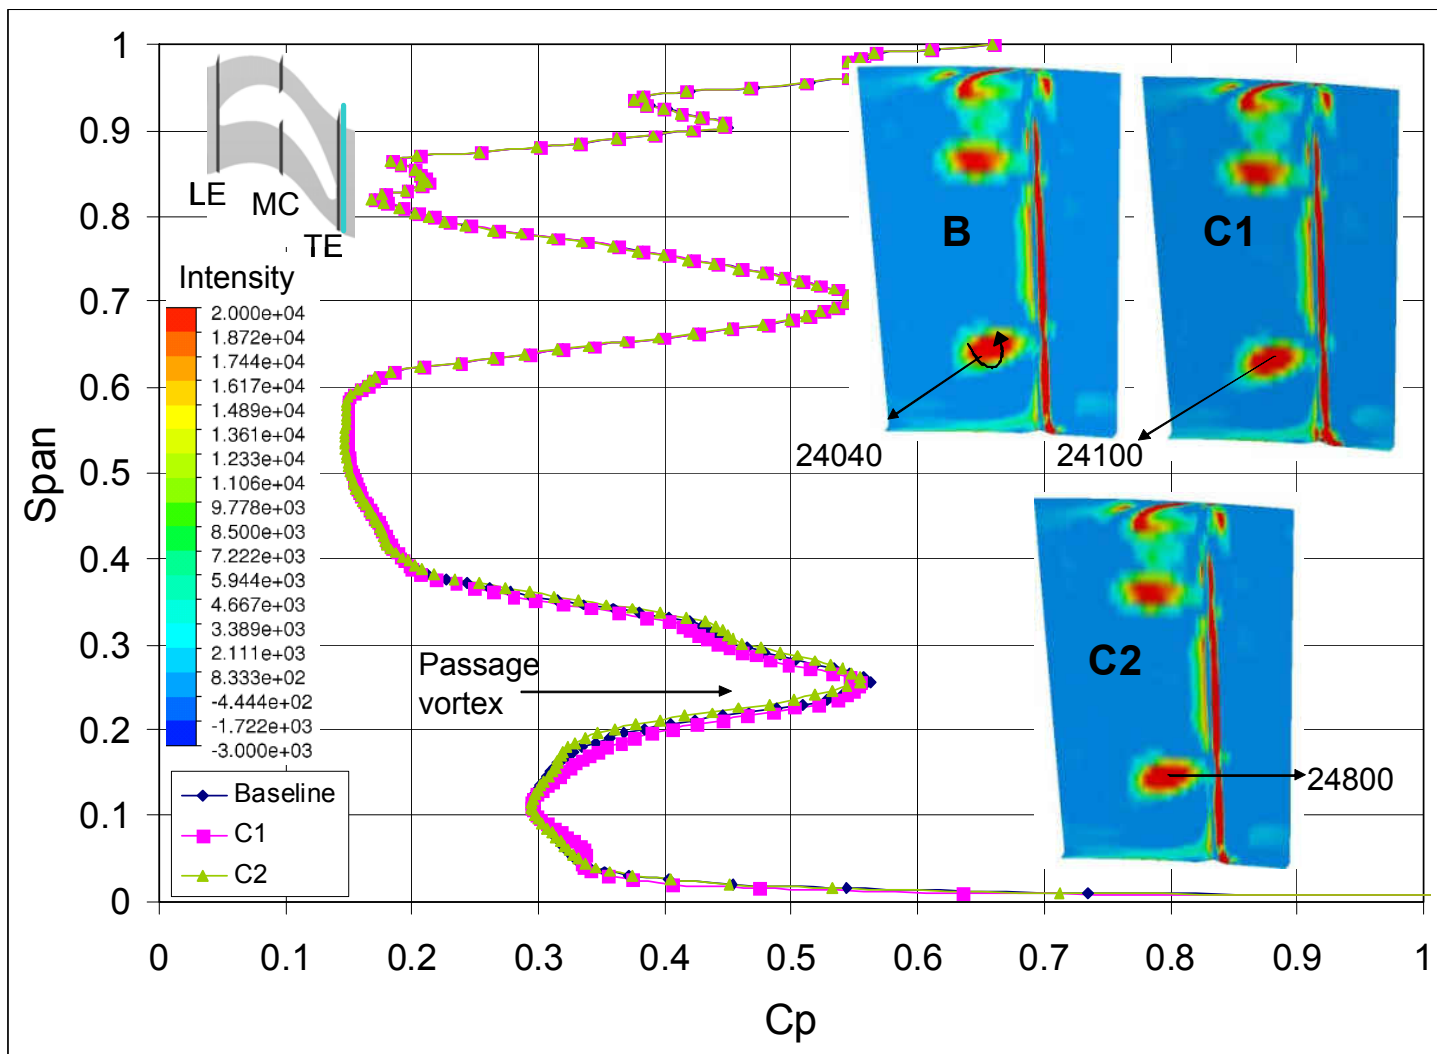 1
0.9
0.8
0.7
0.6
0.5
0.4
0.3
0.2
0.1
0
Span
0
0.1
0.2
0.3
0.4
0.5
0.6
0.7
0.8
0.9
1
Cp
LE
MC
TE
Intensity
2.000e+04
1.872e+04
1.744e+04
1.617e+04
1.489e+04
1.361e+04
1.233e+04
1.106e+04
9.778e+03
8.500e+03
7.222e+03
5.944e+03
4.667e+03
3.389e+03
2.111e+03
8.333e+02
-4.444e+02
-1.722e+03
-3.000e+03
Baseline
C1
C2
Passage
vortex
B
24040
C1
24100
C2
24800